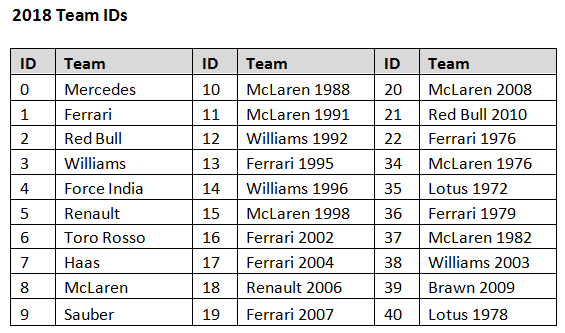 2018 Team IDs
ID Team ID Team ID Team
0 Mercedes 10 McLaren 1988 20 McLaren 2008
1 Ferrari 11 McLaren 1991 21 Red Bull 2010
2 Red Bull 12 Williams 1992 22 Ferrari 1976
3 Williams 13 Ferrari 1995 34 McLaren 1976
4 Force India 14 Williams 1996 35 Lotus 1972
5 Renault 15 McLaren 1998 36 Ferrari 1979
6 Toro Rosso 16 Ferrari 2002 37 McLaren 1982
7 Haas 17 Ferrari 2004 38 Williams 2003
8 McLaren 18 Renault 2006 39 Brawn 2009
9 Sauber 19 Ferrari 2007 40 Lotus 1978